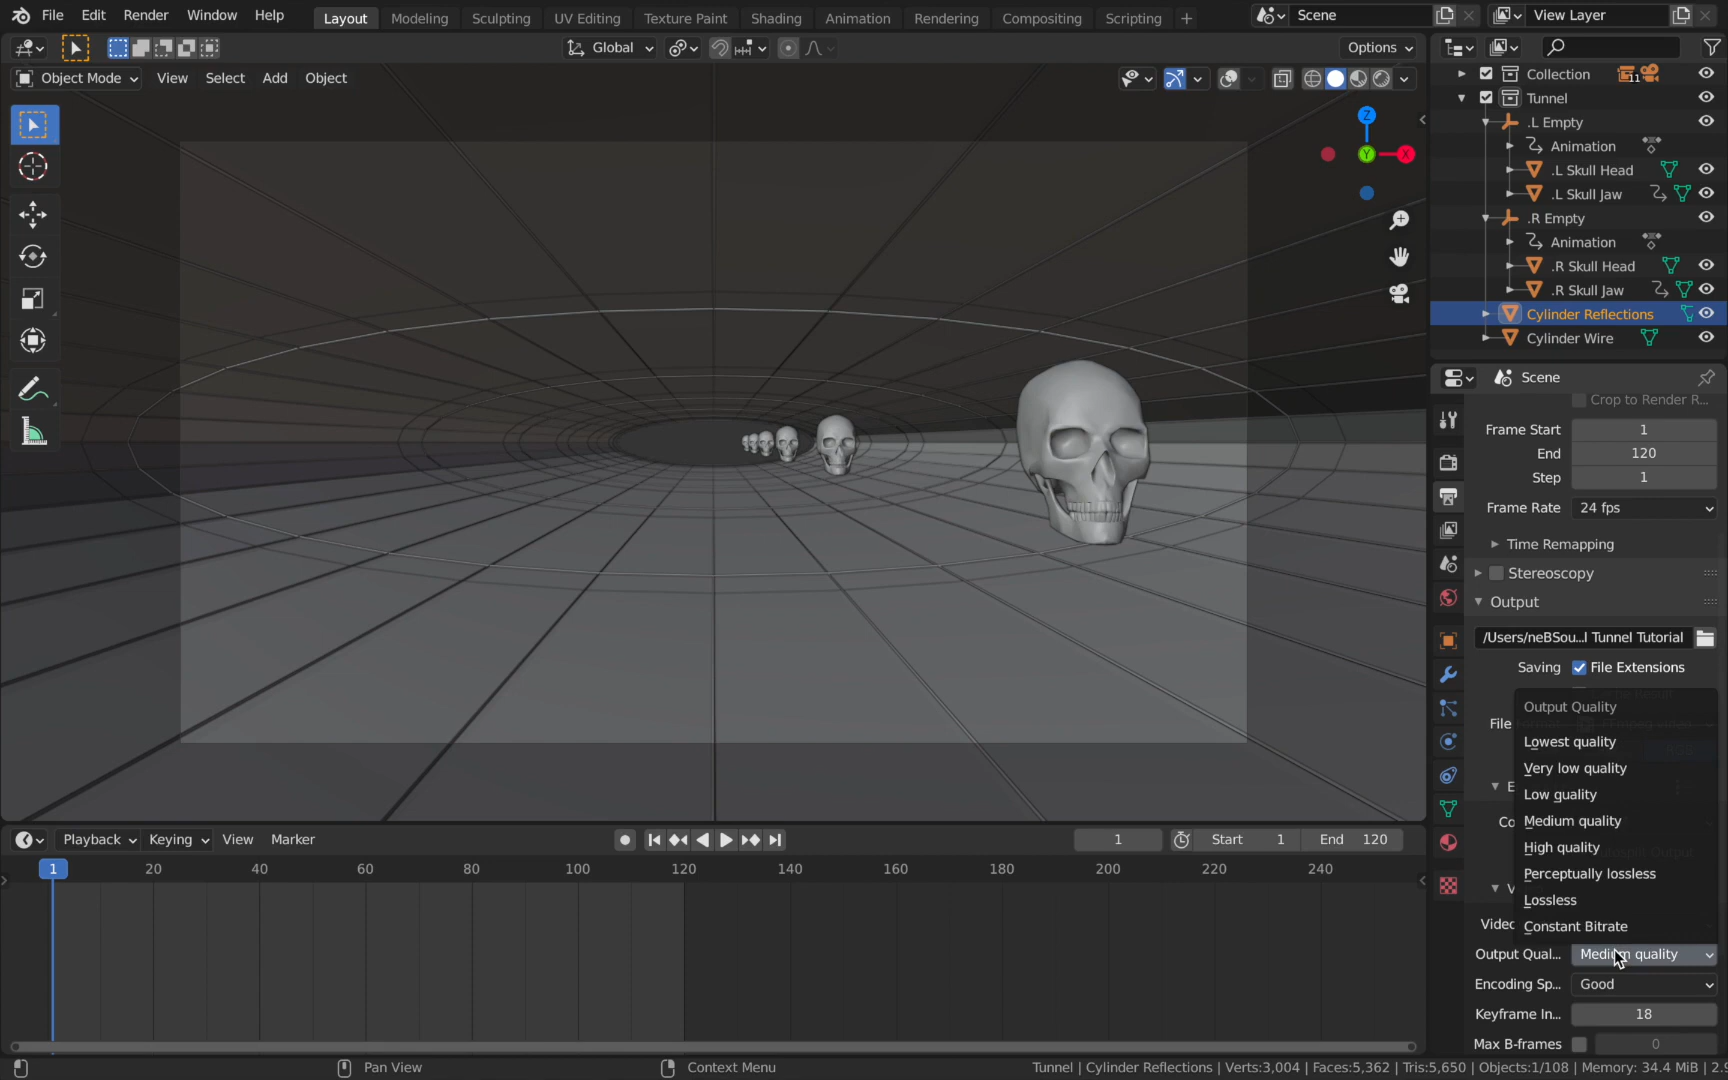 File Edit Render Window Help Layout Modeling Sculpting UV Editing Texture Paint Shading Animation Rendering Compositing Scripting Scene View Layer
Global Options
Object Mode View Select Add Object
Collection 11
Tunnel
.L Empty
Animation
.L Skull Head
.L Skull Jaw
.R Empty
Animation
.R Skull Head
.R Skull Jaw
Cylinder Reflections
Cylinder Wire
Z
Y
X
Scene
Crop to Render R...
Frame Start 1
End 120
Step 1
Frame Rate 24 fps
Time Remapping
Stereoscopy
Output
/Users/neBSou...l Tunnel Tutorial
Saving File Extensions
Output Quality
File
Lowest quality
Very low quality
Low quality
Co
Medium quality
High quality
Perceptually lossless
Lossless
Video
Constant Bitrate
Output Qual... Medium quality
Encoding Sp... Good
Keyframe In... 18
Max B-frames 0
Playback Keying View Marker 1 Start 1 End 120
1 20 40 60 80 100 120 140 160 180 200 220 240
Pan View Context Menu Tunnel | Cylinder Reflections | Verts:3,004 | Faces:5,362 | Tris:5,650 | Objects:1/108 | Memory: 34.4 MiB | 2.